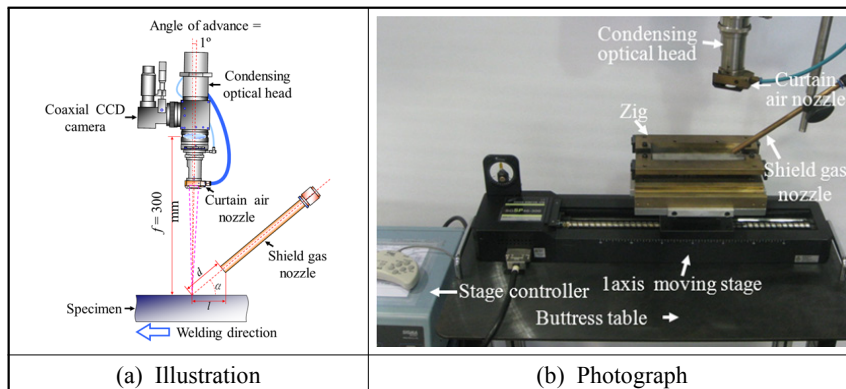 Angle of advance =
1°
Condensing
optical head
Coaxial CCD
camera
f = 300
mm
Curtain air
nozzle
Shield gas
nozzle
d
α
l
Specimen
Welding direction
(a) Illustration
Condensing
optical head
Curtain
air nozzle
Zig
Shield gas
nozzle
Stage controller
1axis moving stage
Buttress table
(b) Photograph